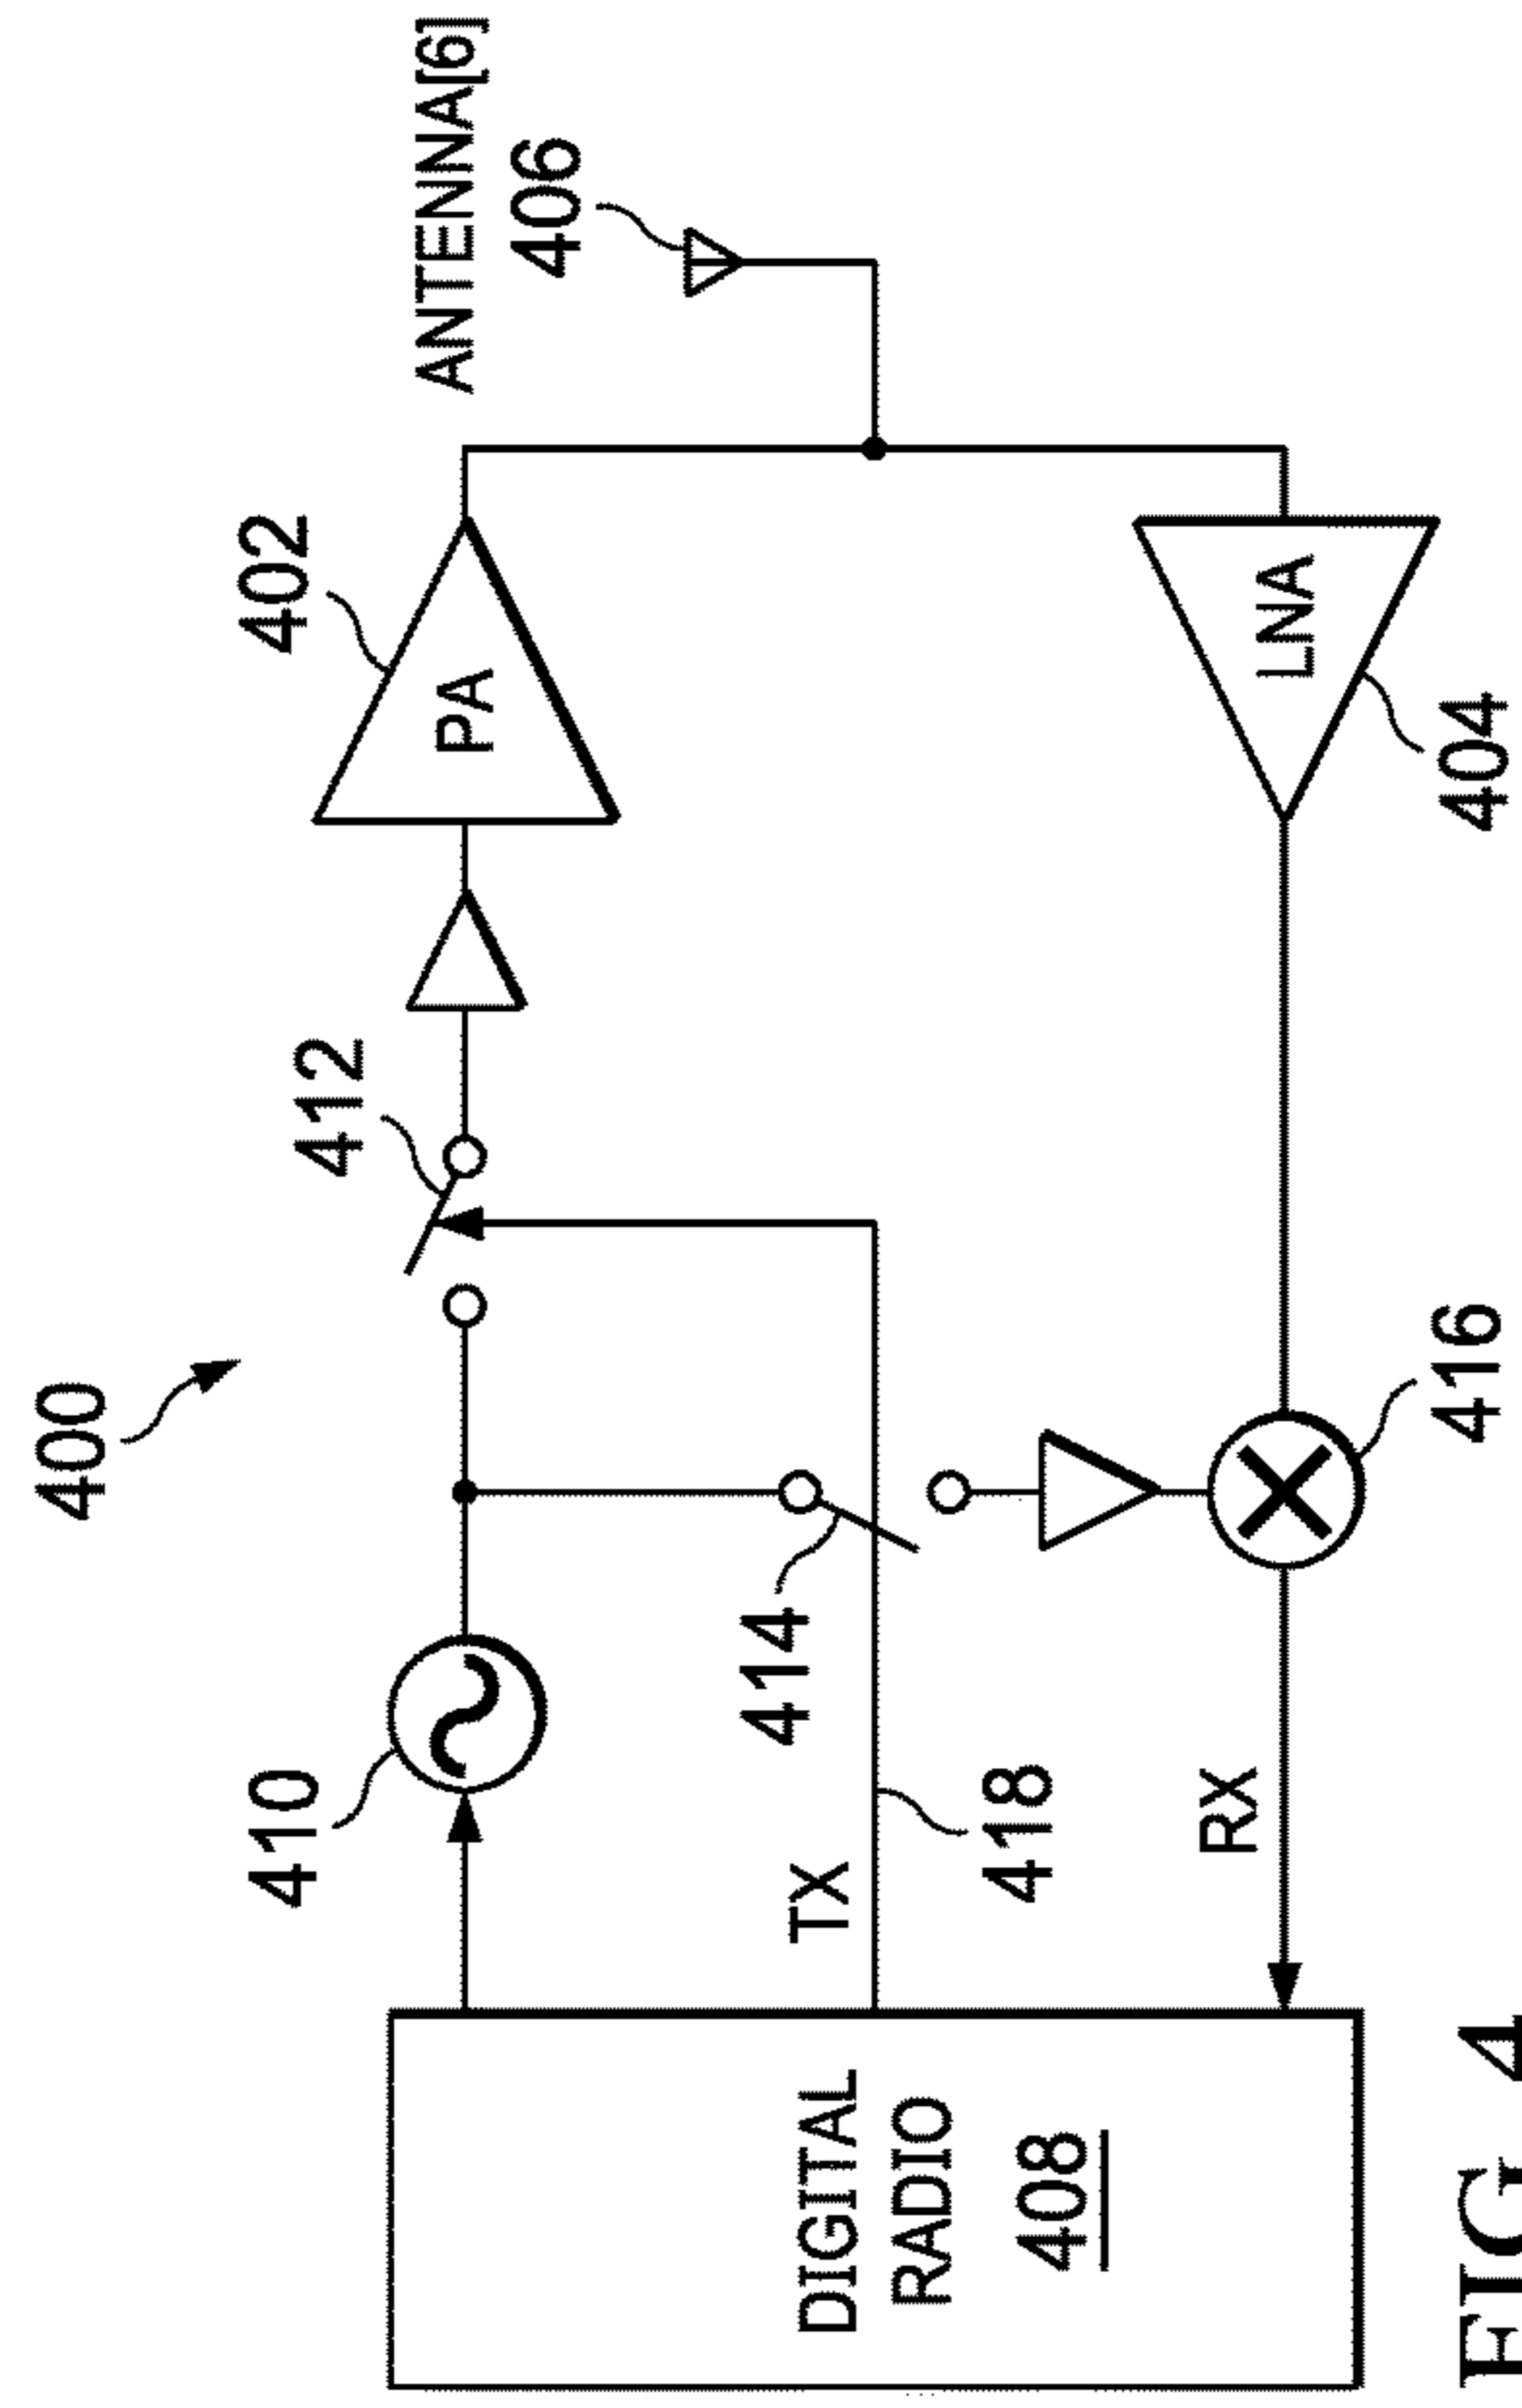 400
ANTENNA[6]
410
412
402
406
PA
TX
414
DIGITAL
RADIO
408
418
RX
416
LNA
404
FIG. 4